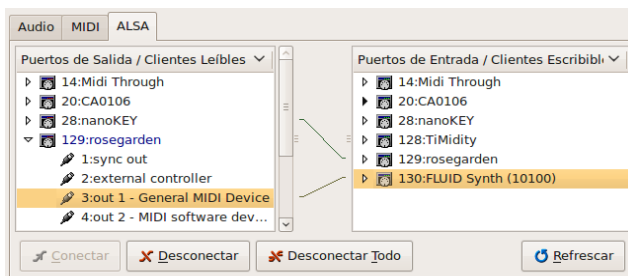 Audio MIDI ALSA
Puertos de Salida / Clientes Leíbles
14:Midi Through
20:CA0106
28:nanoKEY
129:rosegarden
1:sync out
2:external controller
3:out 1 - General MIDI Device
4:out 2 - MIDI software dev...
Puertos de Entrada / Clientes Escribibl
14:Midi Through
20:CA0106
28:nanoKEY
128:TiMidity
129:rosegarden
130:FLUID Synth (10100)
Conectar Desconectar Desconectar Todo Refrescar